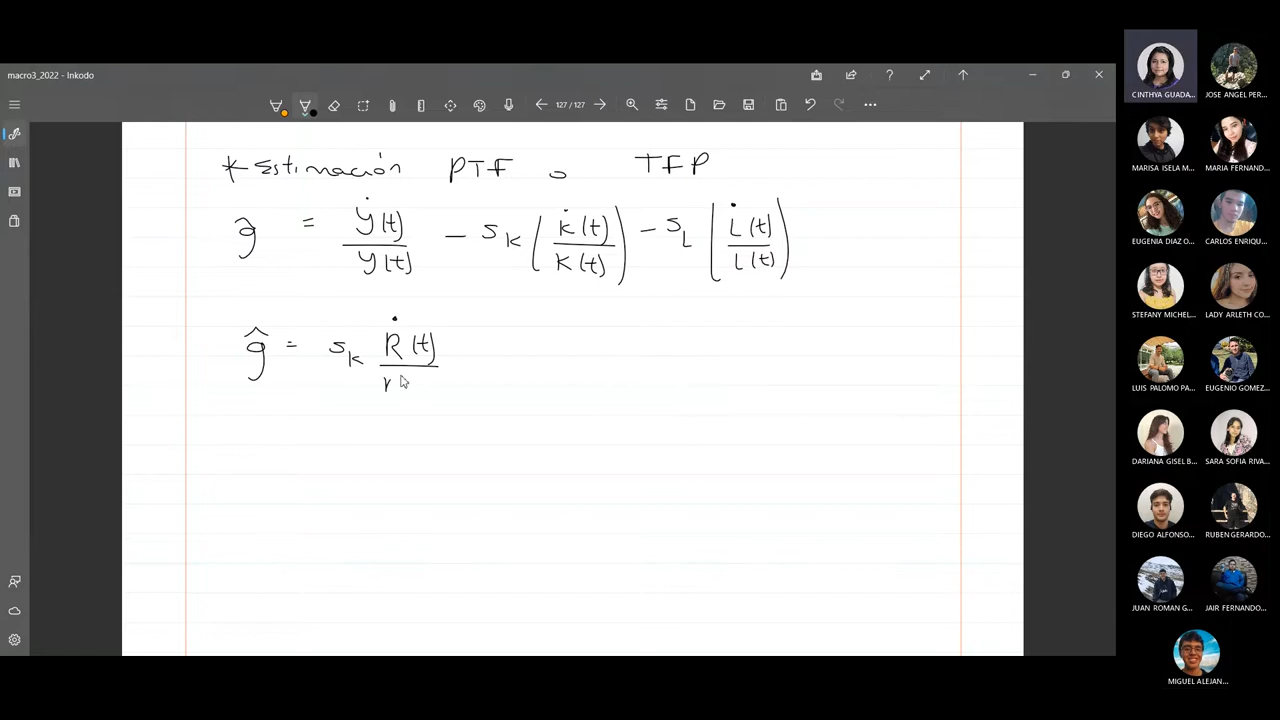 macro3_2022 - Inkodo
127 / 127
* Estimación PTF o TFP
ĝ = Ẏ(t)/Y(t) - s_K (K̇(t)/K(t)) - s_L (L̇(t)/L(t))
ĝ = s_K Ṙ(t)/
CINTHYA GUADA...
JOSE ANGEL PER...
MARISA ISELA M...
MARIA FERNAND...
EUGENIA DIAZ O...
CARLOS ENRIQU...
STEFANY MICHEL...
LADY ARLETH CO...
LUIS PALOMO PA...
EUGENIO GOMEZ...
DARIANA GISEL B...
SARA SOFIA RIVA...
DIEGO ALFONSO...
RUBEN GERARDO...
JUAN ROMAN G...
JAIR FERNANDO...
MIGUEL ALEJAN...